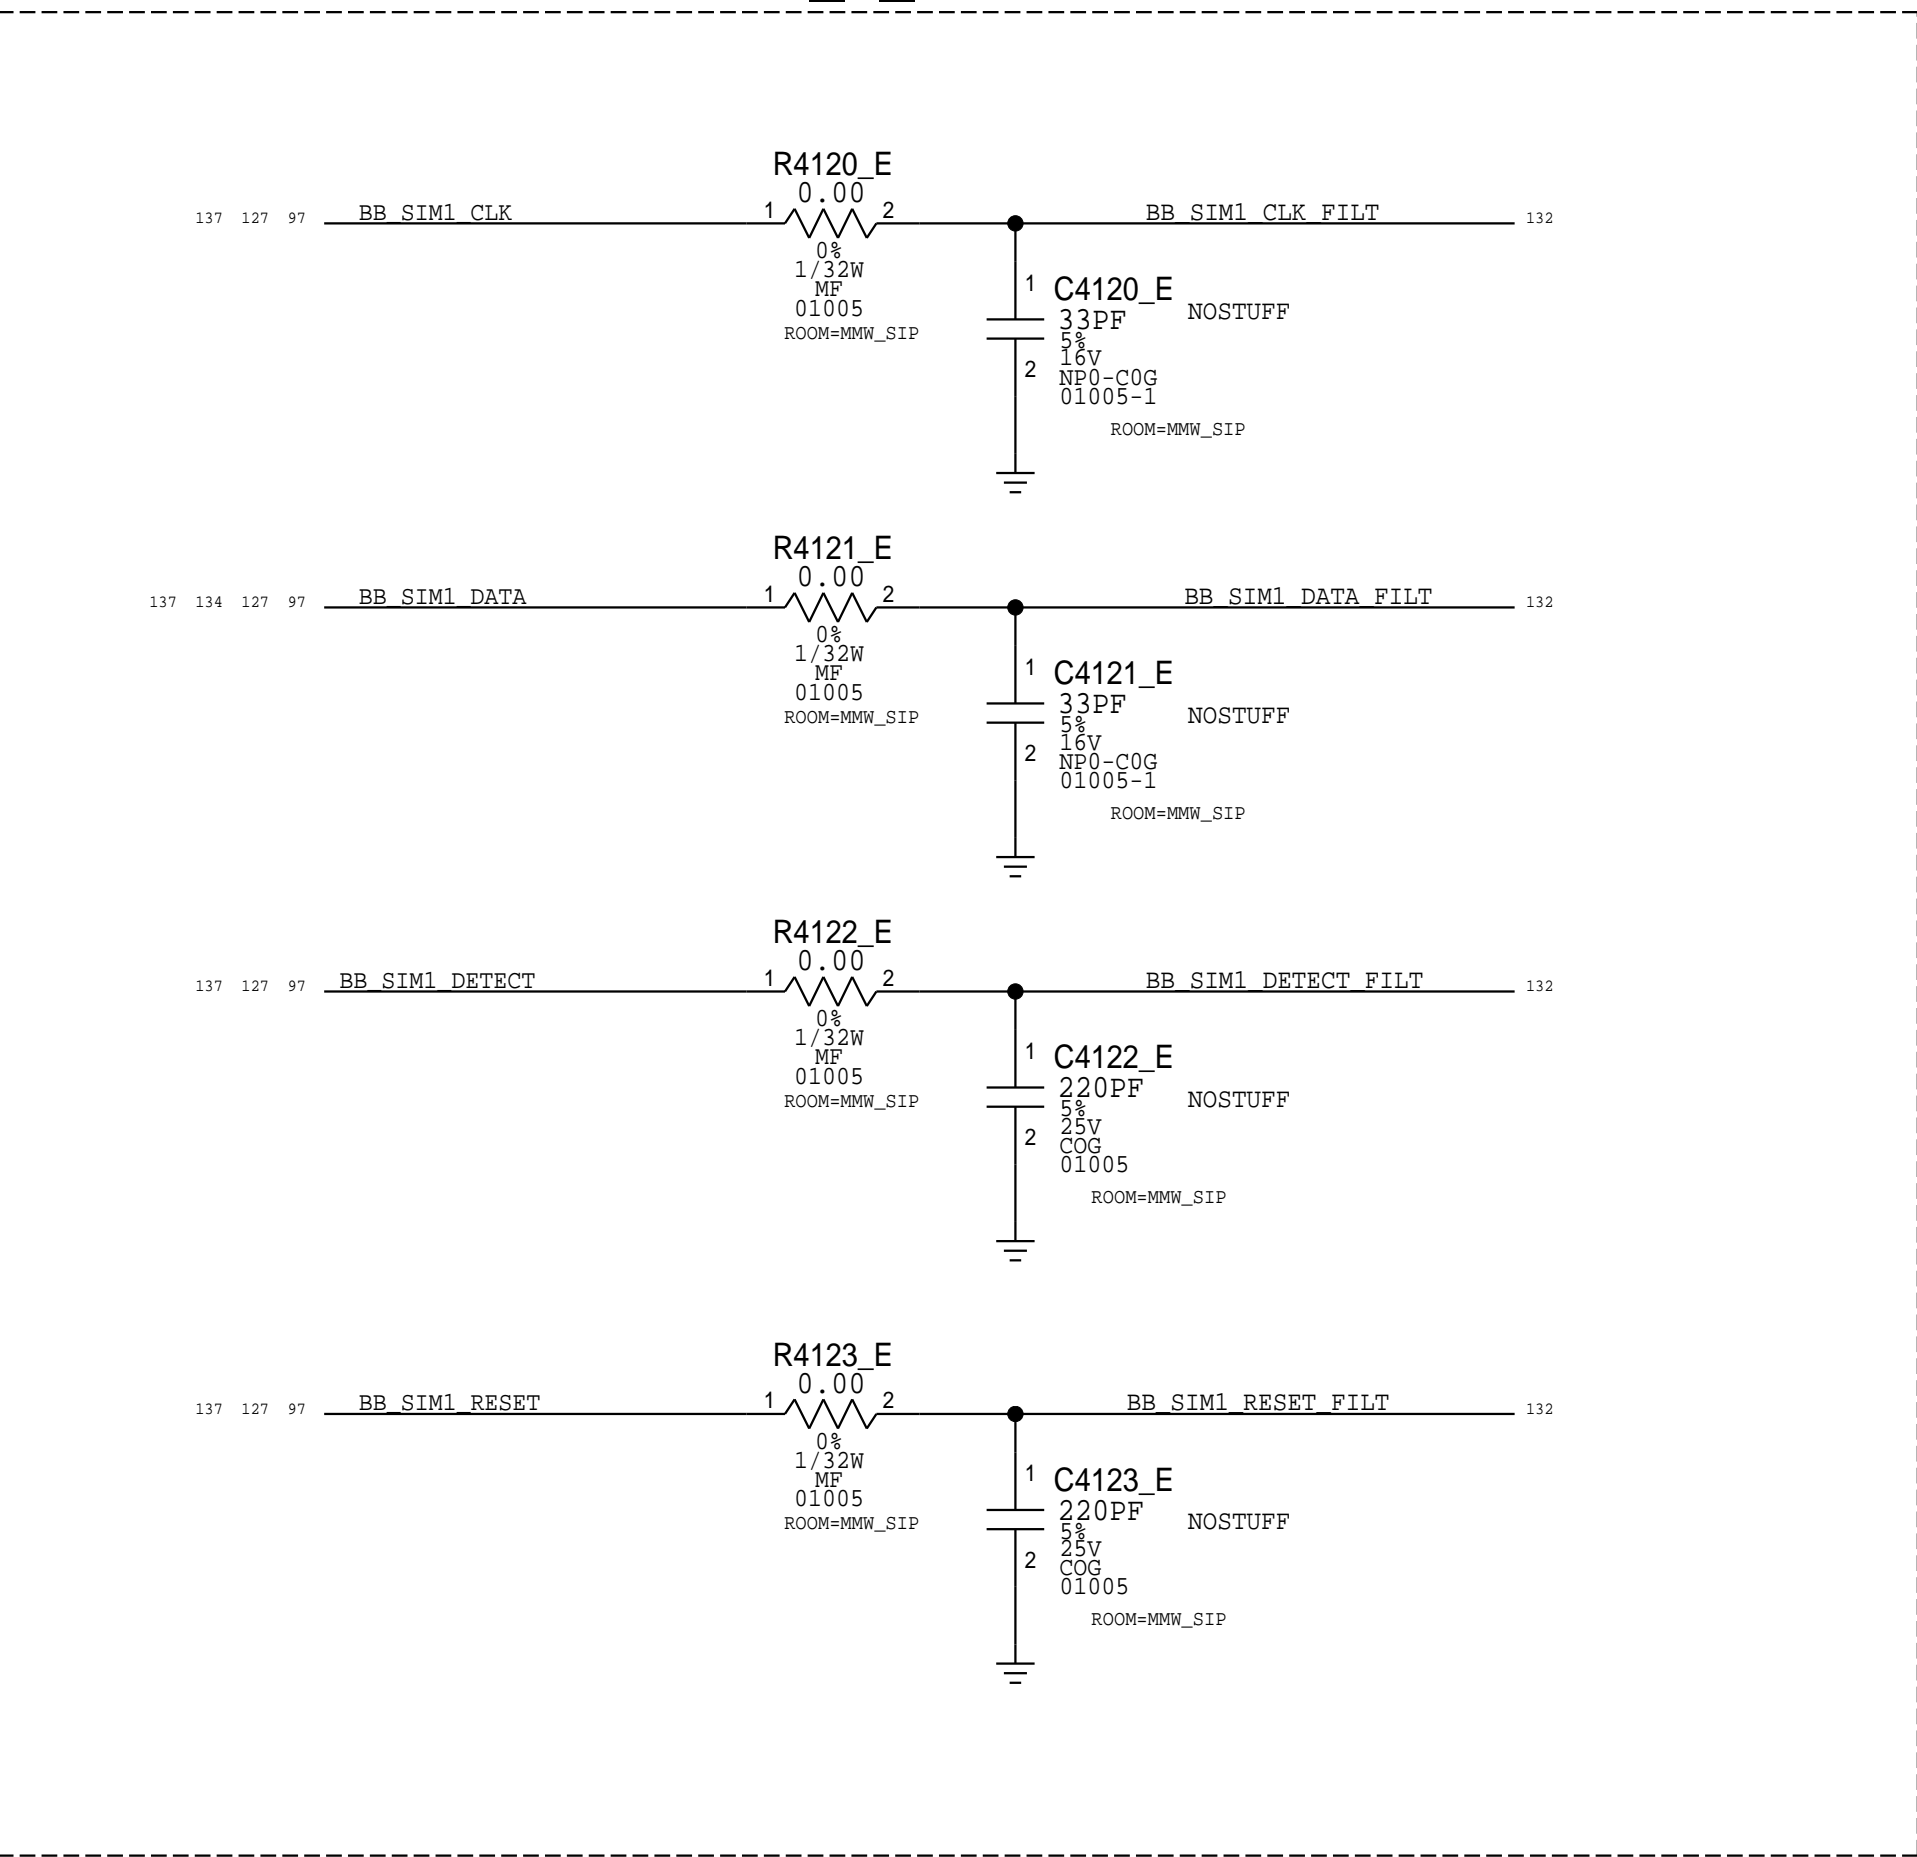 R4120_E
0.00
137 127 97 BB_SIM1_CLK 1 2 BB_SIM1_CLK_FILT 132
0%
1/32W
MF
01005
ROOM=MMW_SIP
1 C4120_E
33PF NOSTUFF
5%
16V
2 NP0-C0G
01005-1
ROOM=MMW_SIP
R4121_E
0.00
137 134 127 97 BB_SIM1_DATA 1 2 BB_SIM1_DATA_FILT 132
0%
1/32W
MF
01005
ROOM=MMW_SIP
1 C4121_E
33PF NOSTUFF
5%
16V
2 NP0-C0G
01005-1
ROOM=MMW_SIP
R4122_E
0.00
137 127 97 BB_SIM1_DETECT 1 2 BB_SIM1_DETECT_FILT 132
0%
1/32W
MF
01005
ROOM=MMW_SIP
1 C4122_E
220PF NOSTUFF
5%
25V
2 COG
01005
ROOM=MMW_SIP
R4123_E
0.00
137 127 97 BB_SIM1_RESET 1 2 BB_SIM1_RESET_FILT 132
0%
1/32W
MF
01005
ROOM=MMW_SIP
1 C4123_E
220PF NOSTUFF
5%
25V
2 COG
01005
ROOM=MMW_SIP